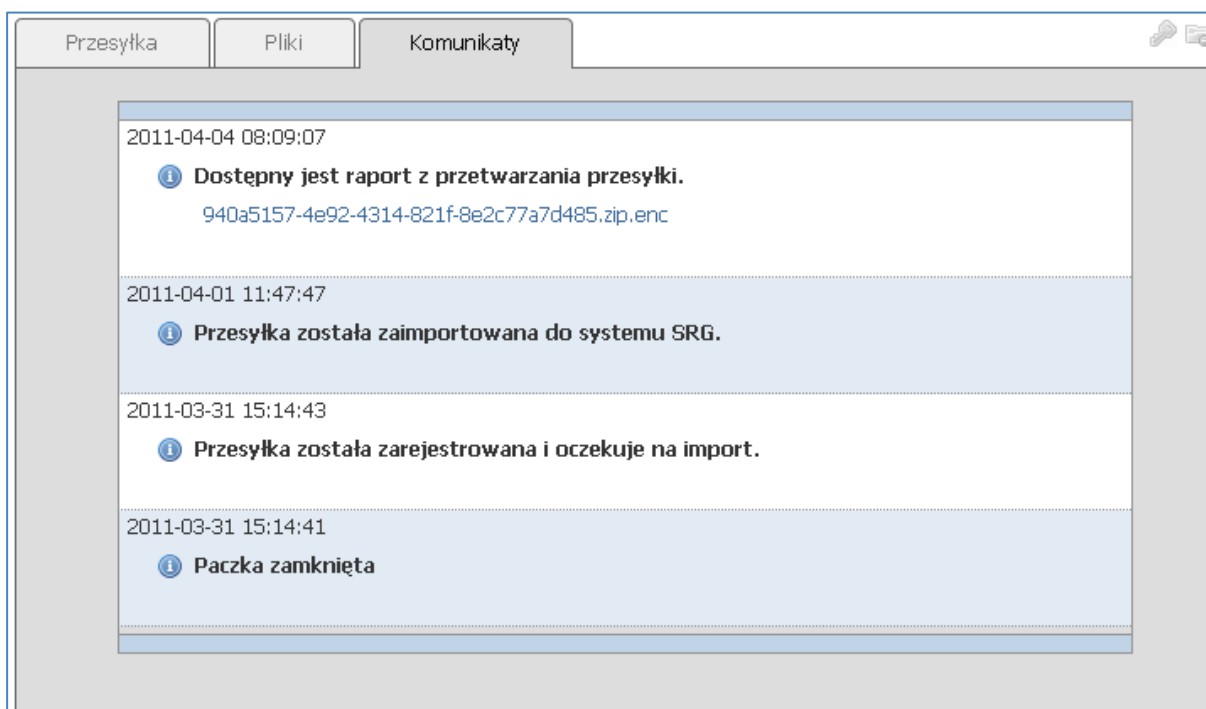 Przesyłka Pliki Komunikaty
2011-04-04 08:09:07
Dostępny jest raport z przetwarzania przesyłki.
940a5157-4e92-4314-821f-8e2c77a7d485.zip.enc
2011-04-01 11:47:47
Przesyłka została zaimportowana do systemu SRG.
2011-03-31 15:14:43
Przesyłka została zarejestrowana i oczekuje na import.
2011-03-31 15:14:41
Paczka zamknięta